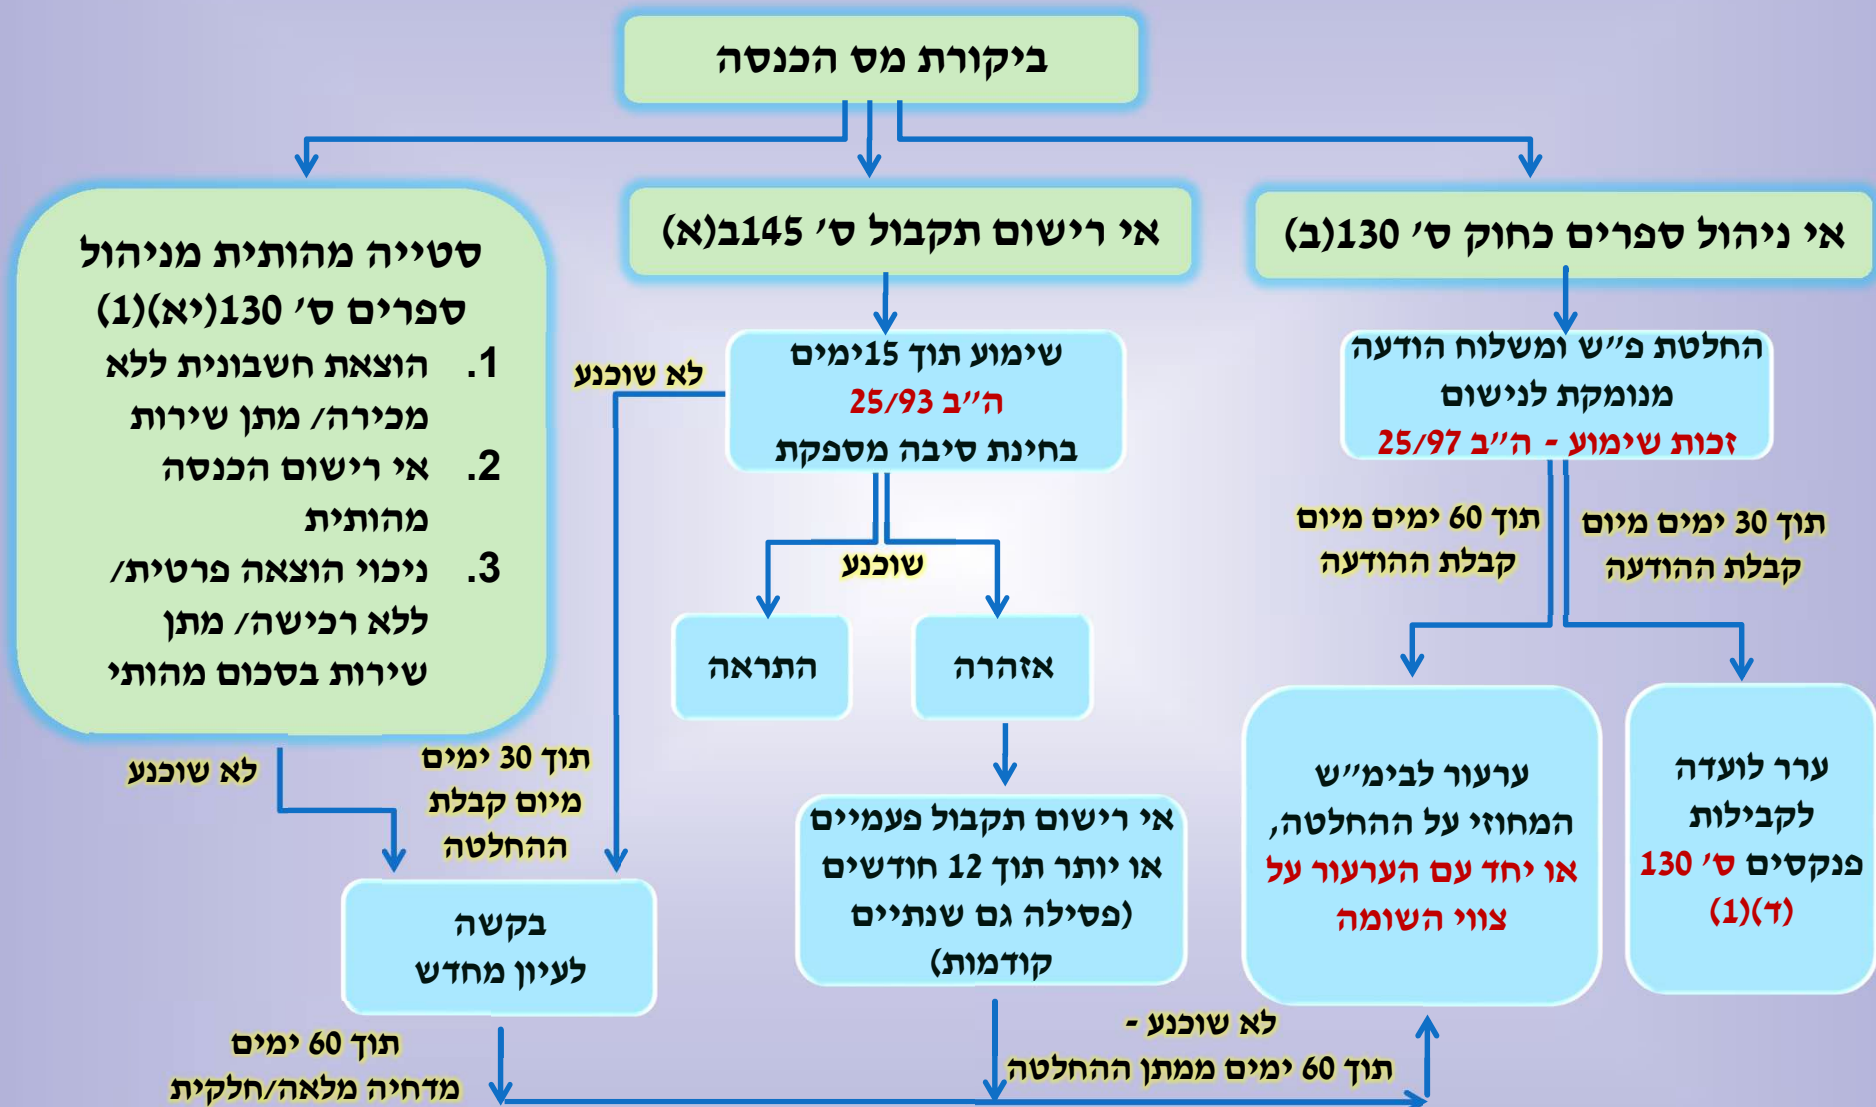 ביקורת מס הכנסה
אי ניהול ספרים כחוק ס' 130(ב)
החלטת פ"ש ומשלוח הודעה
מנומקת לנישום
זכות שימוע - ה"ב 25/97
תוך 30 ימים מיום
קבלת ההודעה
תוך 60 ימים מיום
קבלת ההודעה
ערר לועדה
לקבילות
פנקסים ס' 130
(ד)(1)
ערעור לבימ"ש
המחוזי על ההחלטה,
או יחד עם הערעור על
צווי השומה
אי רישום תקבול ס' 145ב(א)
שימוע תוך 15ימים
ה"ב 25/93
בחינת סיבה מספקת
לא שוכנע
שוכנע
אזהרה
התראה
אי רישום תקבול פעמיים
או יותר תוך 12 חודשים
(פסילה גם שנתיים
קודמות)
לא שוכנע -
תוך 60 ימים ממתן ההחלטה
סטייה מהותית מניהול
ספרים ס' 130(יא)(1)
1. הוצאת חשבונית ללא
מכירה/ מתן שירות
2. אי רישום הכנסה
מהותית
3. ניכוי הוצאה פרטית/
ללא רכישה/ מתן
שירות בסכום מהותי
לא שוכנע
תוך 30 ימים
מיום קבלת
ההחלטה
בקשה
לעיון מחדש
תוך 60 ימים
מדחיה מלאה/חלקית